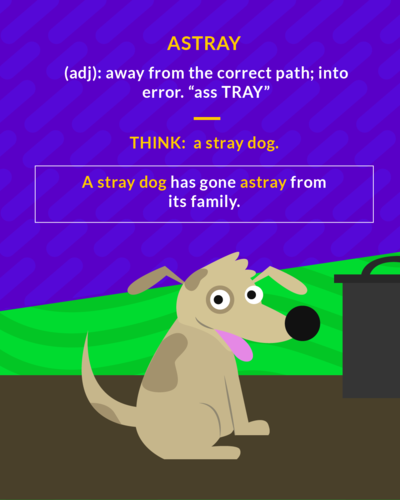 ASTRAY
(adj): away from the correct path; into
error. “ass TRAY”
THINK: a stray dog.
A stray dog has gone astray from
its family.